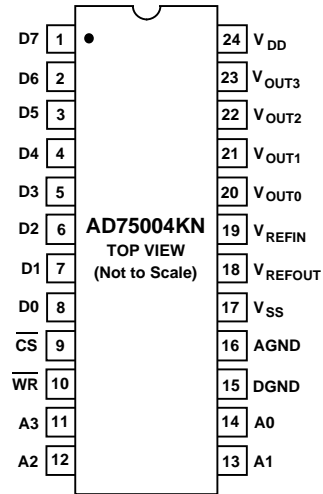 D7 1 24 VDD
D6 2 23 VOUT3
D5 3 22 VOUT2
D4 4 21 VOUT1
D3 5 20 VOUT0
D2 6 AD75004KN 19 VREFIN
TOP VIEW
D1 7 (Not to Scale) 18 VREFOUT
D0 8 17 VSS
C̅S̅ 9 16 AGND
W̅R̅ 10 15 DGND
A3 11 14 A0
A2 12 13 A1